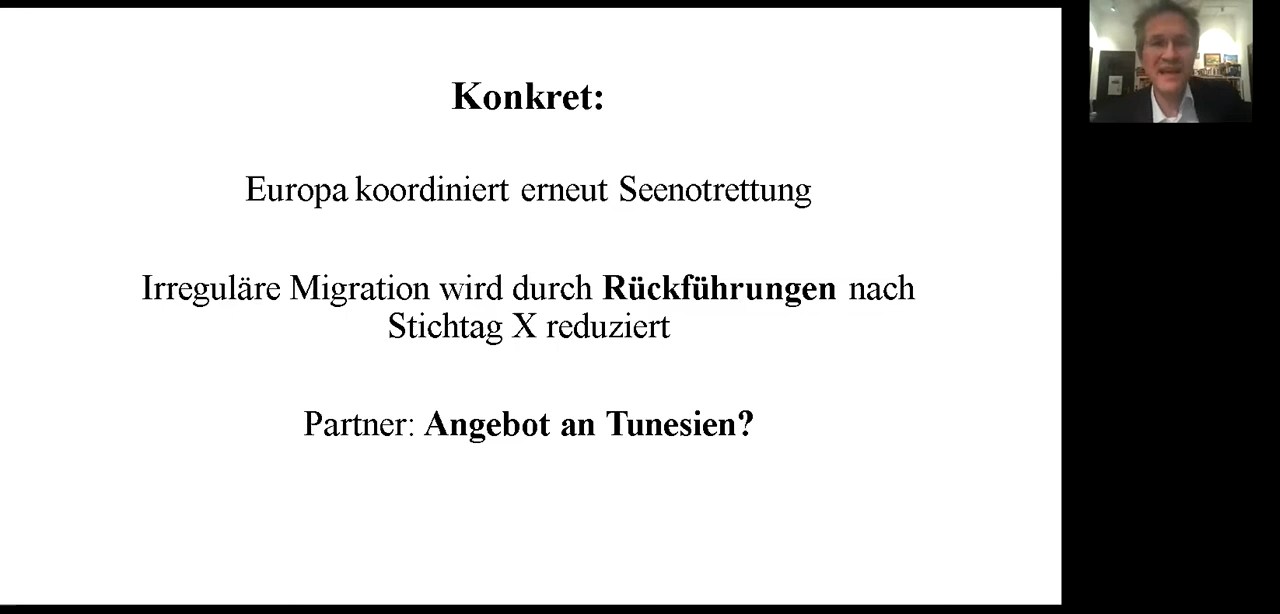 Konkret:
Europa koordiniert erneut Seenotrettung
Irreguläre Migration wird durch Rückführungen nach
Stichtag X reduziert
Partner: Angebot an Tunesien?